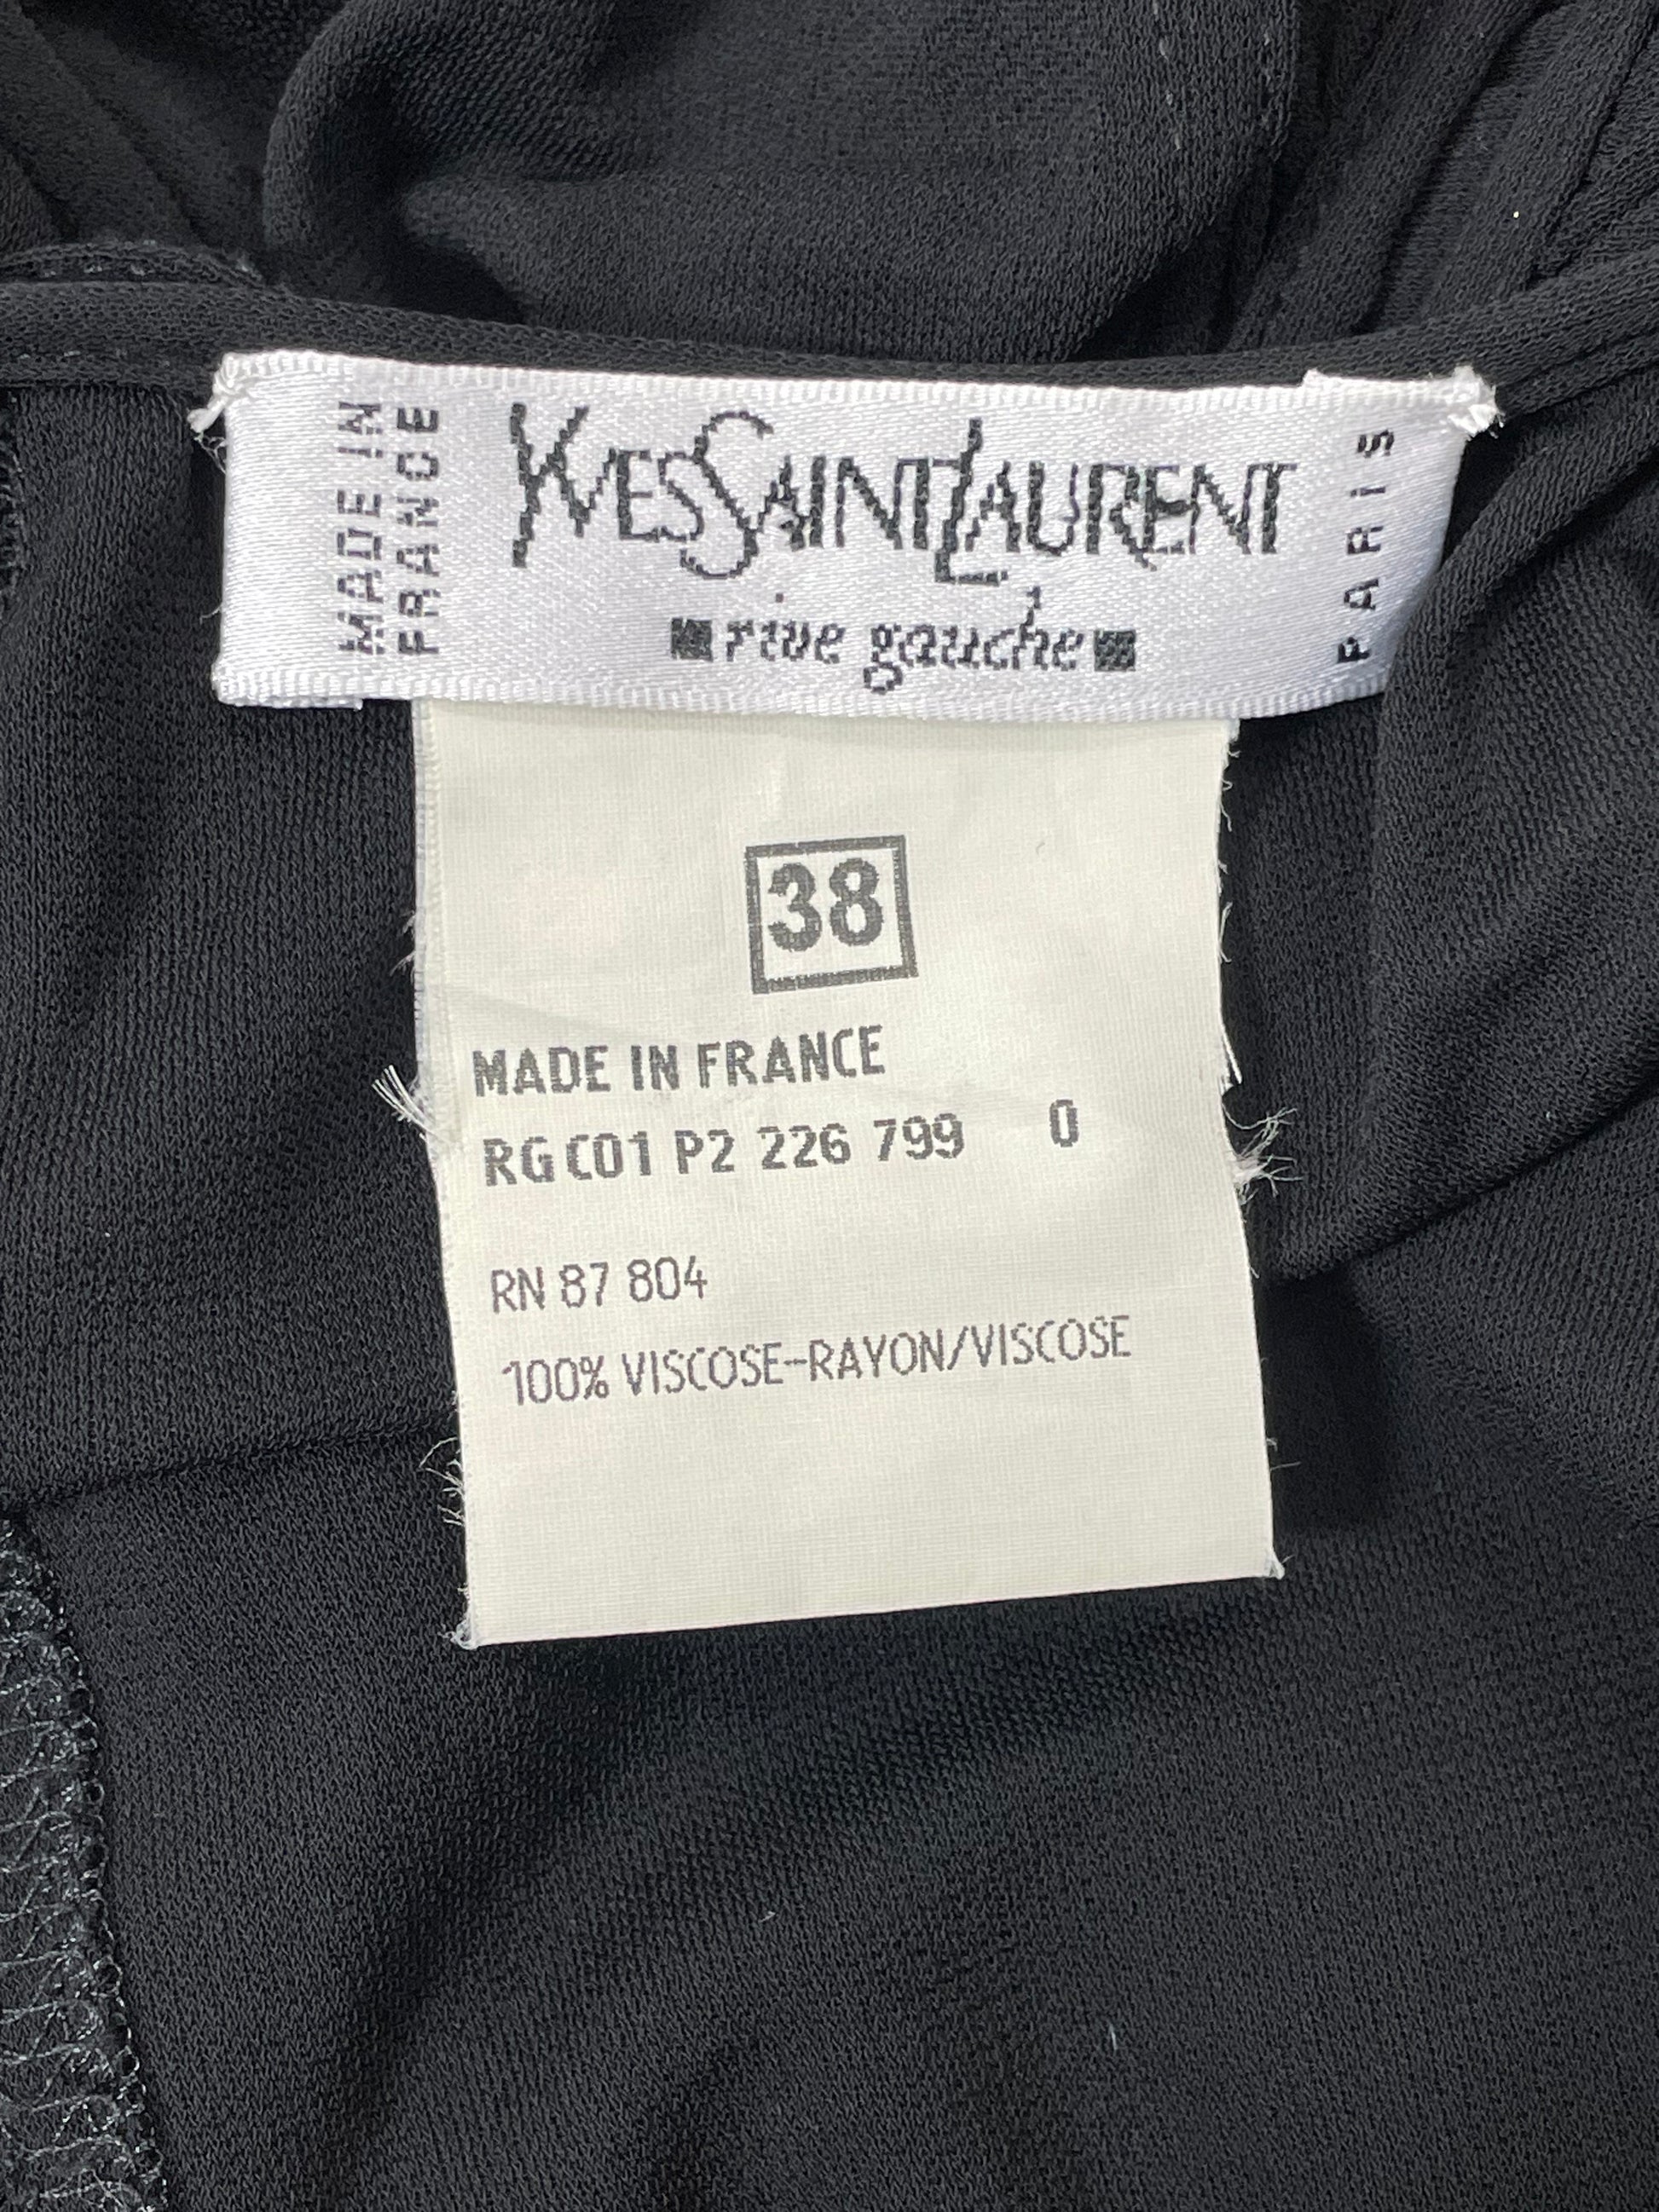 MADE IN
FRANCE
YVESSAINTLAURENT
rive gauche
PARIS
38
MADE IN FRANCE
RG C01 P2 226 799 0
RN 87 804
100% VISCOSE-RAYON/VISCOSE